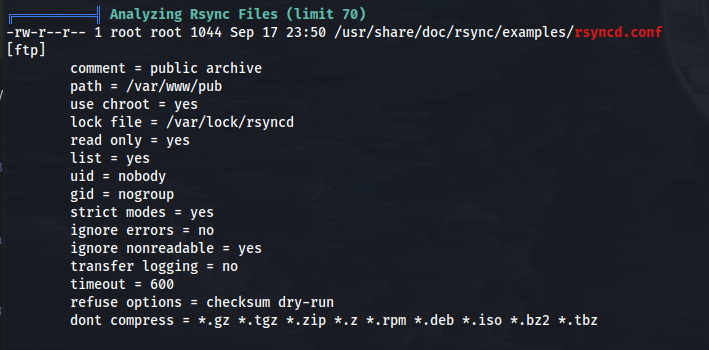 Analyzing Rsync Files (limit 70)
-rw-r--r-- 1 root root 1044 Sep 17 23:50 /usr/share/doc/rsync/examples/rsyncd.conf
[ftp]
comment = public archive
path = /var/www/pub
use chroot = yes
lock file = /var/lock/rsyncd
read only = yes
list = yes
uid = nobody
gid = nogroup
strict modes = yes
ignore errors = no
ignore nonreadable = yes
transfer logging = no
timeout = 600
refuse options = checksum dry-run
dont compress = *.gz *.tgz *.zip *.z *.rpm *.deb *.iso *.bz2 *.tbz